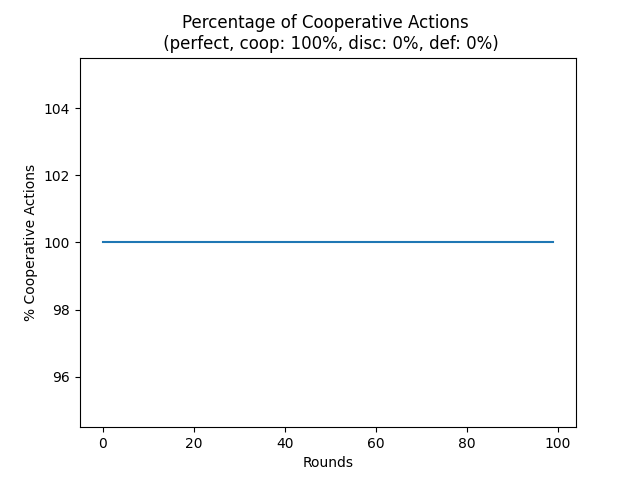 Percentage of Cooperative Actions
(perfect, coop: 100%, disc: 0%, def: 0%)
104
102
100
98
96
% Cooperative Actions
0 20 40 60 80 100
Rounds